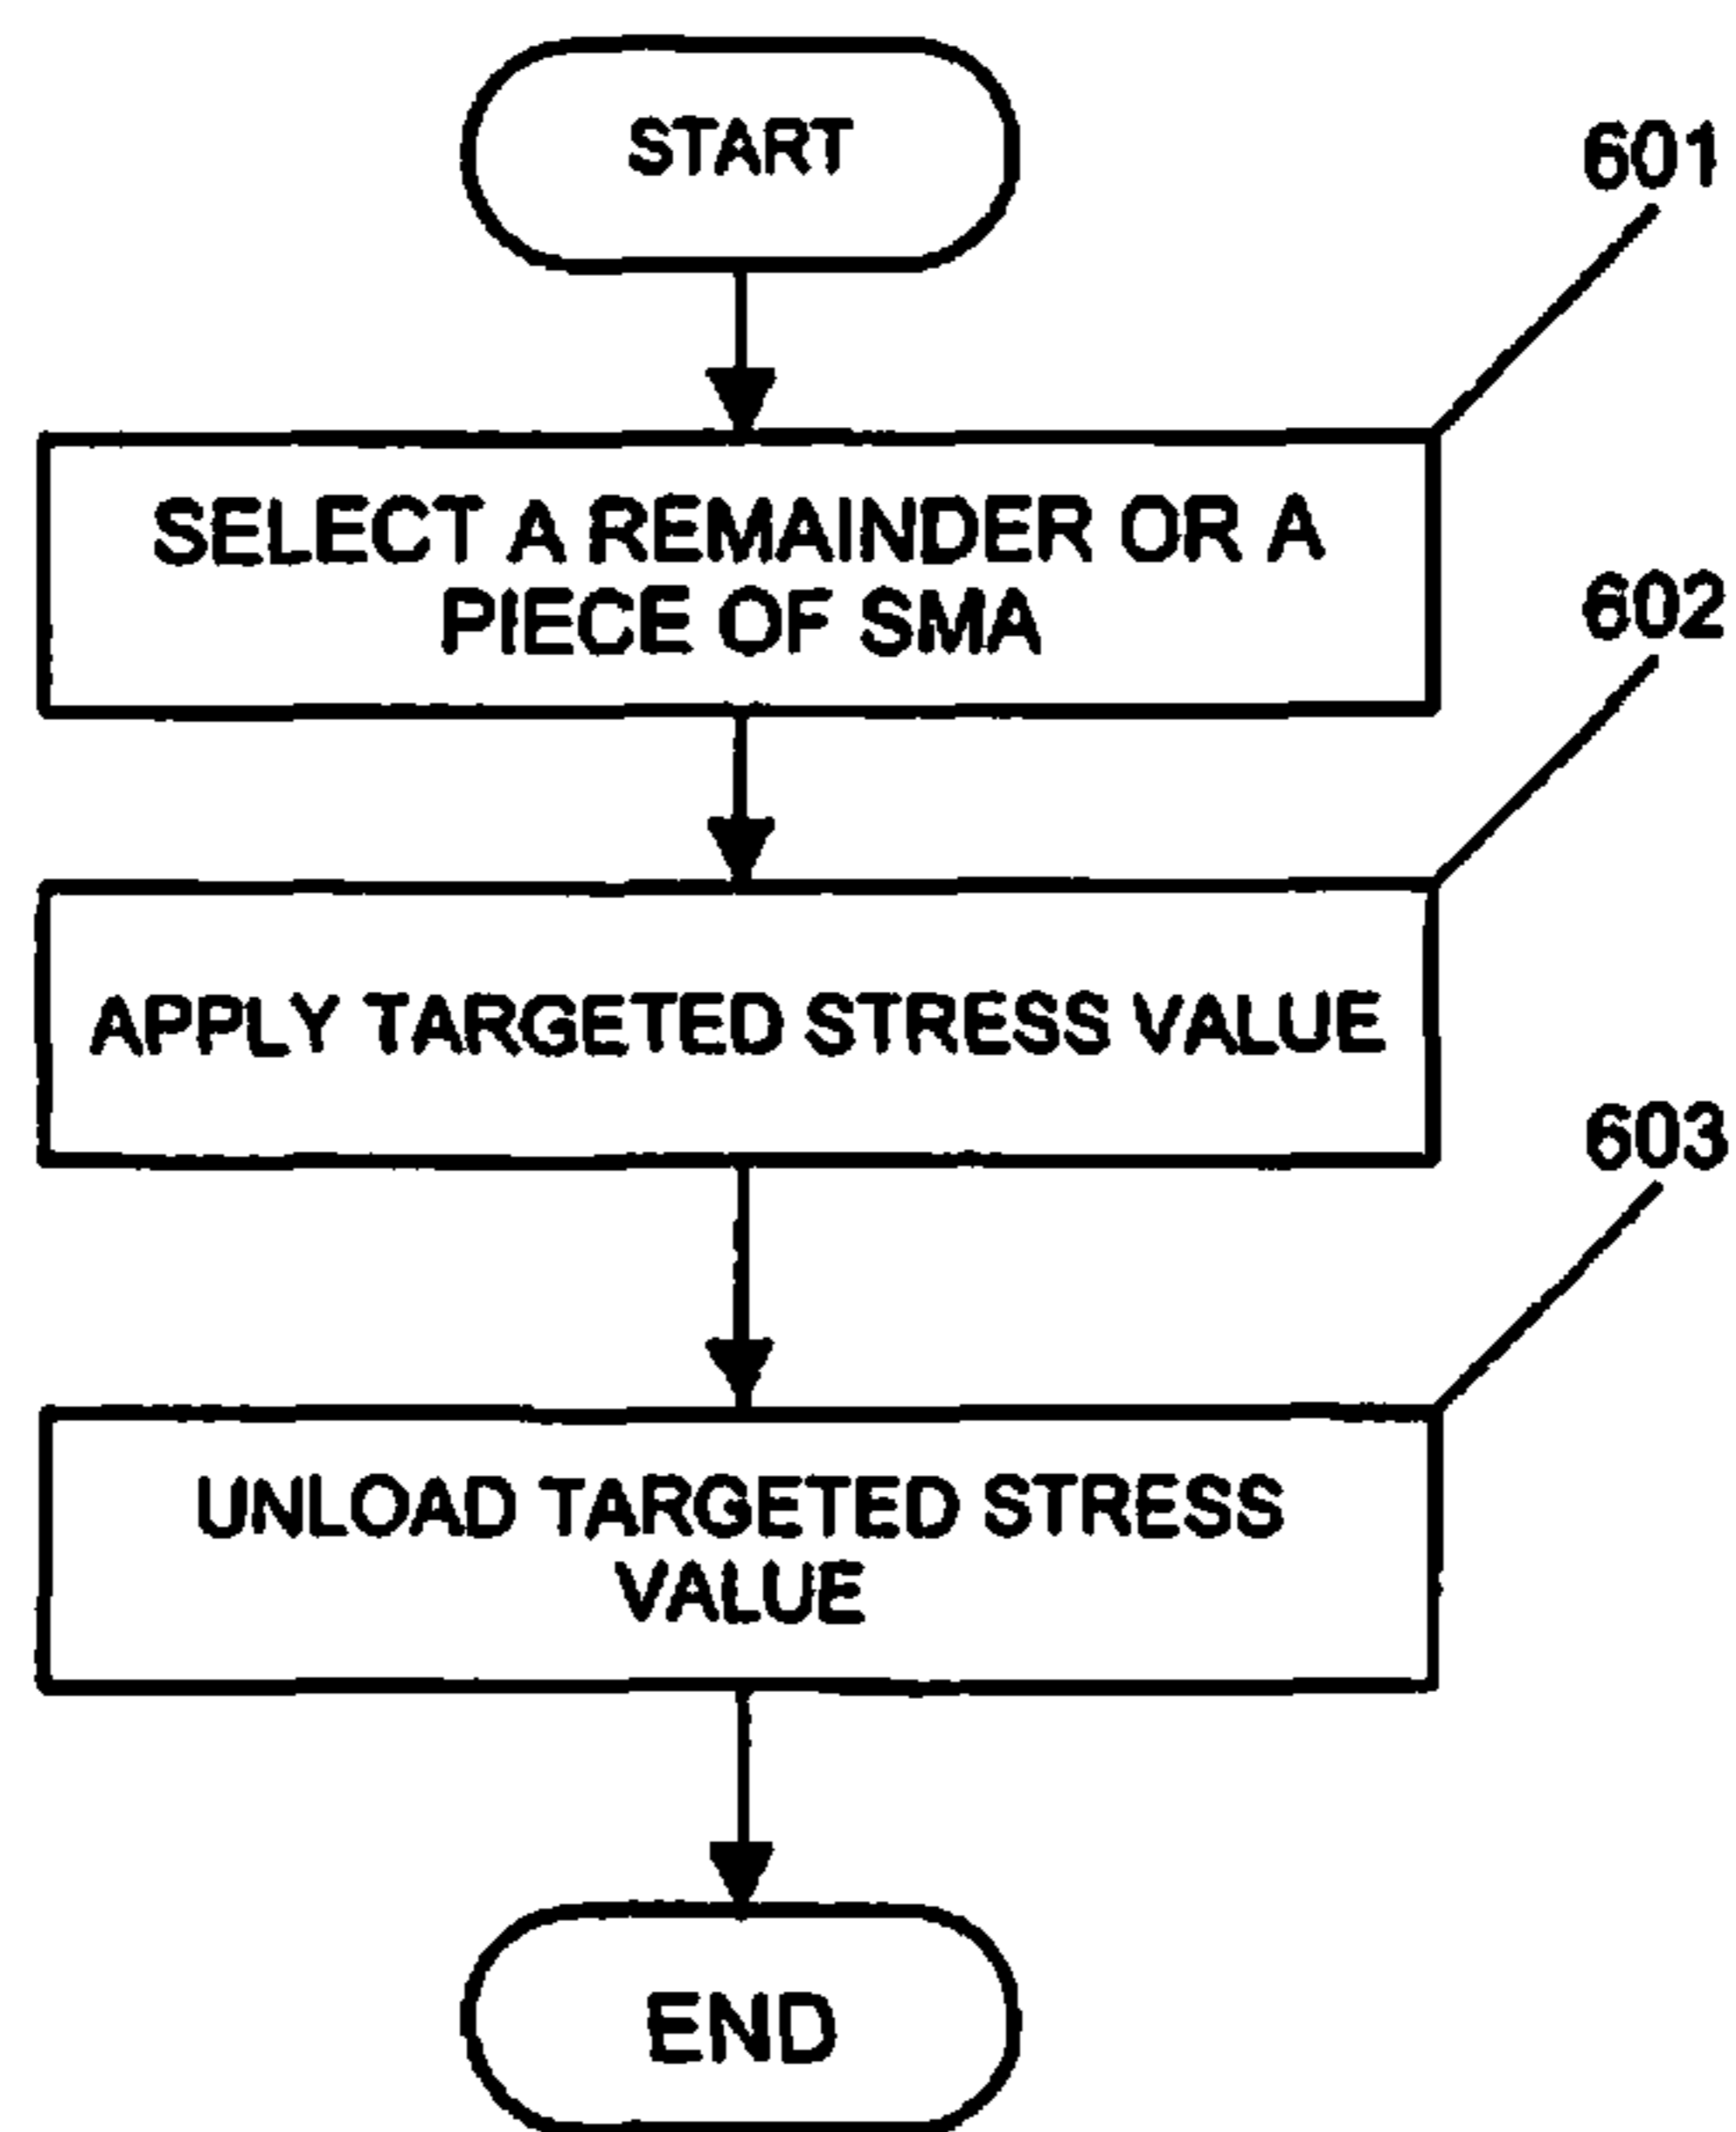 START
601
SELECT A REMAINDER OR A
PIECE OF SMA
602
APPLY TARGETED STRESS VALUE
603
UNLOAD TARGETED STRESS
VALUE
END